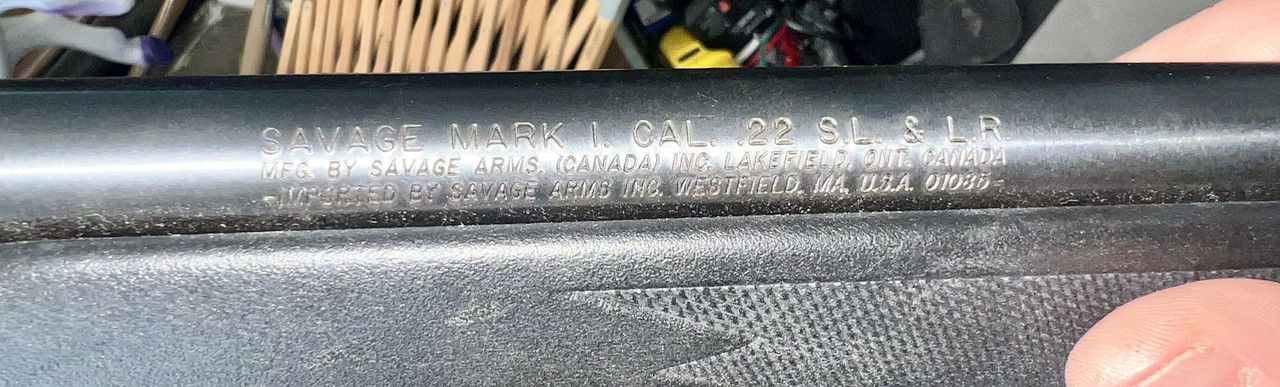 SAVAGE MARK I. CAL. .22 S.L. & L.R.
MFG. BY SAVAGE ARMS. (CANADA) INC. LAKEFIELD, ONT. CANADA
-IMPORTED BY SAVAGE ARMS INC. WESTFIELD, MA, U.S.A. 01085-